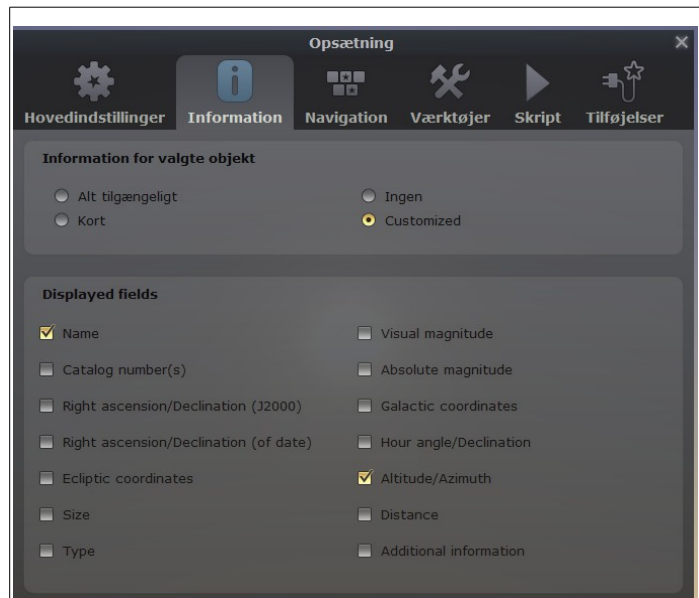 Opsætning
Hovedindstillinger Information Navigation Værktøjer Skript Tilføjelser
Information for valgte objekt
Alt tilgængeligt Ingen
Kort Customized
Displayed fields
Name Visual magnitude
Catalog number(s) Absolute magnitude
Right ascension/Declination (J2000) Galactic coordinates
Right ascension/Declination (of date) Hour angle/Declination
Ecliptic coordinates Altitude/Azimuth
Size Distance
Type Additional information